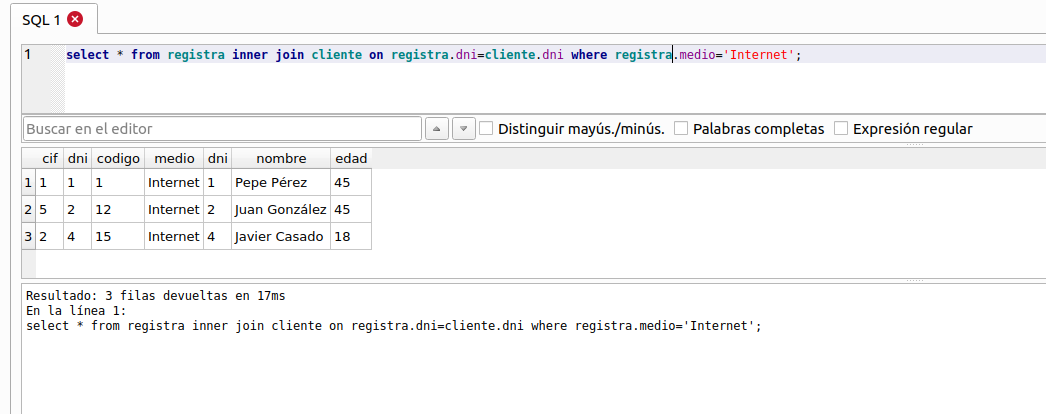 SQL 1
1 select * from registra inner join cliente on registra.dni=cliente.dni where registra.medio='Internet';
Buscar en el editor Distinguir mayús./minús. Palabras completas Expresión regular
cif dni codigo medio dni nombre edad
1 1 1 1 Internet 1 Pepe Pérez 45
2 5 2 12 Internet 2 Juan González 45
3 2 4 15 Internet 4 Javier Casado 18
Resultado: 3 filas devueltas en 17ms
En la línea 1:
select * from registra inner join cliente on registra.dni=cliente.dni where registra.medio='Internet';